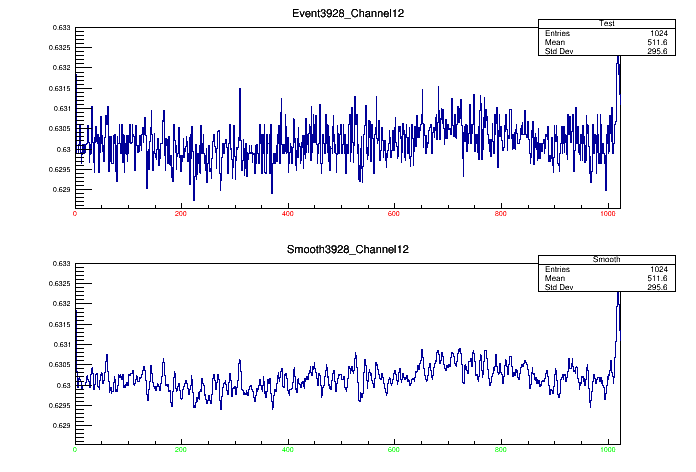 Event3928_Channel12
Test
Entries 1024
Mean 511.6
Std Dev 295.6
0.633
0.6325
0.632
0.6315
0.631
0.6305
0.63
0.6295
0.629
0 200 400 600 800 1000
Smooth3928_Channel12
Smooth
Entries 1024
Mean 511.6
Std Dev 295.6
0.633
0.6325
0.632
0.6315
0.631
0.6305
0.63
0.6295
0.629
0 200 400 600 800 1000